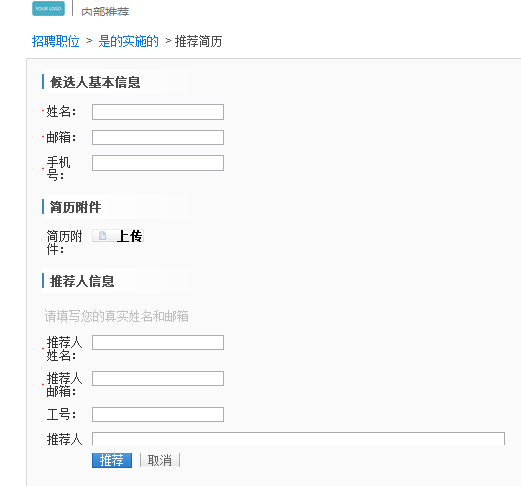 YOUR LOGO
内部推荐
招聘职位 > 是的实施的 >推荐简历
候选人基本信息
*姓名：
*邮箱：
*手机
号：
简历附件
简历附
件：
上传
推荐人信息
请填写您的真实姓名和邮箱
*推荐人
姓名：
*推荐人
邮箱：
工号：
推荐人
推荐 取消